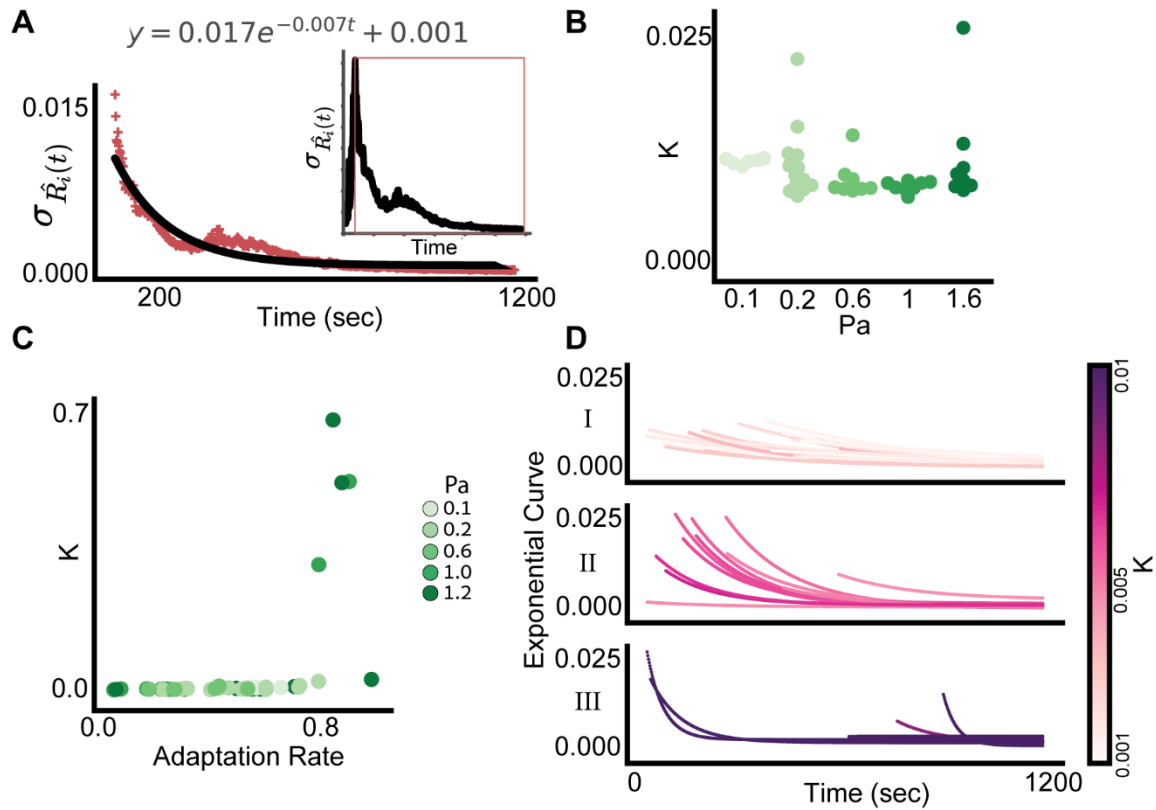 A
y = 0.017e^{-0.007t} + 0.001
0.015
0.000
σ_{R̂_i(t)}
200
1200
Time (sec)
σ_{R̂_i(t)}
Time
B
0.025
K
0.000
0.1
0.2
0.6
1
1.6
Pa
C
0.7
K
0.0
0.0
0.8
Adaptation Rate
Pa
0.1
0.2
0.6
1.0
1.2
D
Exponential Curve
0.025
I
0.000
0.025
II
0.000
0.025
III
0.000
0
1200
Time (sec)
0.01
0.005
0.001
K